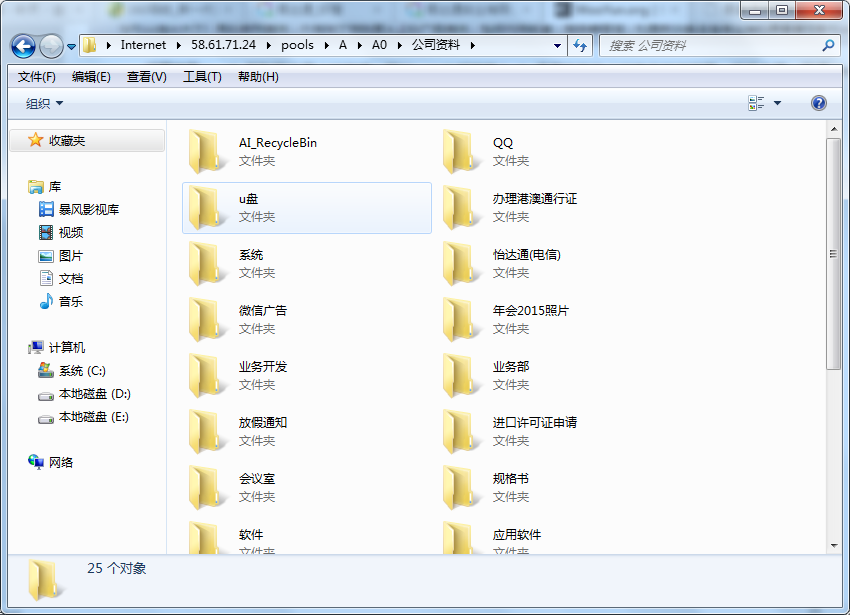 Internet ▸ 58.61.71.24 ▸ pools ▸ A ▸ A0 ▸ 公司资料 ▸
搜索 公司资料
文件(F) 编辑(E) 查看(V) 工具(T) 帮助(H)
组织
收藏夹
库
暴风影视库
视频
图片
文档
音乐
计算机
系统 (C:)
本地磁盘 (D:)
本地磁盘 (E:)
网络
AI_RecycleBin
文件夹
QQ
文件夹
u盘
文件夹
办理港澳通行证
文件夹
系统
文件夹
怡达通(电信)
文件夹
微信广告
文件夹
年会2015照片
文件夹
业务开发
文件夹
业务部
文件夹
放假通知
文件夹
进口许可证申请
文件夹
会议室
文件夹
规格书
文件夹
软件
文件夹
应用软件
文件夹
25 个对象